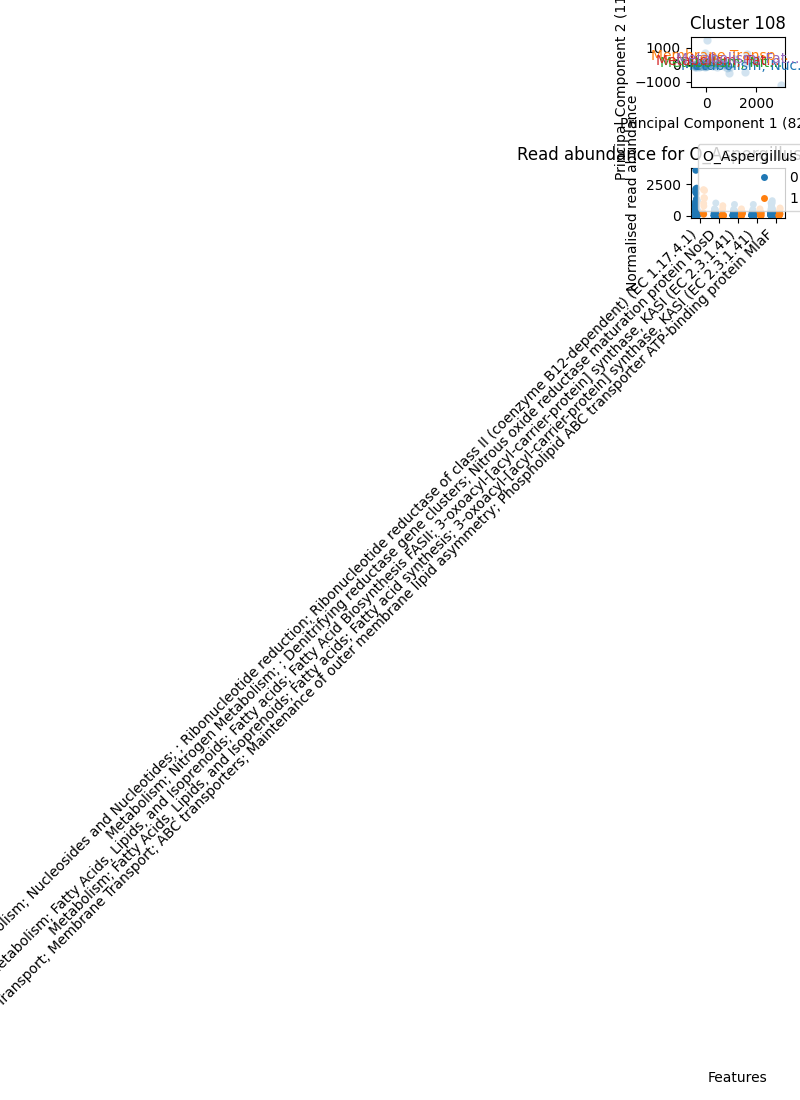 Cluster 108
Principal Component 2 (11
1000
0
−1000
Membrane Transp
Metabolism, Nuc.
0
2000
Principal Component 1 (82
Read abundance for O_Aspergillus
Normalised read abundance
2500
0
O_Aspergillus
0
1
olism; Nucleosides and Nucleotides; ; Ribonucleotide reduction; Ribonucleotide reductase of class II (coenzyme B12-dependent) (EC 1.17.4.1)
Metabolism; Nitrogen Metabolism; ; Denitrifying reductase gene clusters; Nitrous oxide reductase maturation protein NosD
etabolism; Fatty Acids, Lipids, and Isoprenoids; Fatty acids; Fatty Acid Biosynthesis FASII; 3-oxoacyl-[acyl-carrier-protein] synthase, KASI (EC 2.3.1.41)
Metabolism; Fatty Acids, Lipids, and Isoprenoids; Fatty acids; Fatty acid synthesis; 3-oxoacyl-[acyl-carrier-protein] synthase, KASI (EC 2.3.1.41)
Transport; Membrane Transport; ABC transporters; Maintenance of outer membrane lipid asymmetry; Phospholipid ABC transporter ATP-binding protein MlaF
Features